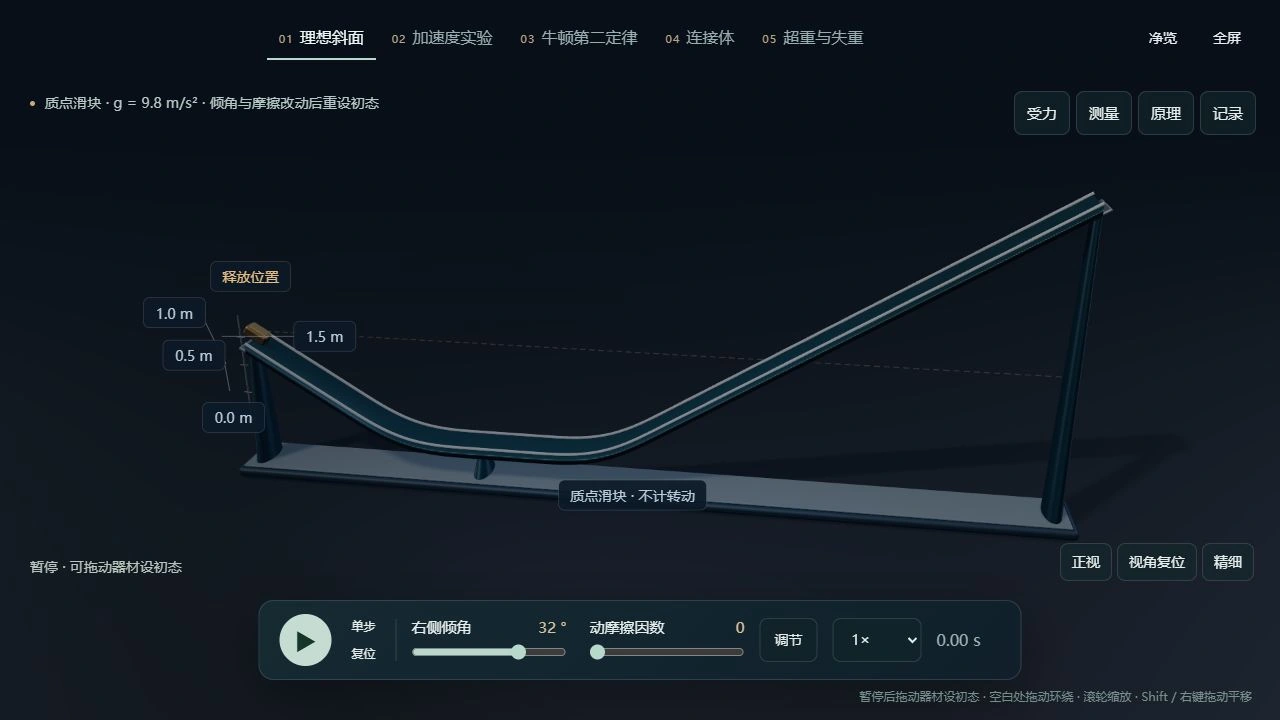 01 理想斜面 02 加速度实验 03 牛顿第二定律 04 连接体 05 超重与失重 净览 全屏
质点滑块 · g = 9.8 m/s² · 倾角与摩擦改动后重设初态
受力 测量 原理 记录
释放位置
1.0 m
1.5 m
0.5 m
0.0 m
质点滑块 · 不计转动
暂停 · 可拖动器材设初态
正视 视角复位 精细
单步
复位
右侧倾角 32 °
动摩擦因数 0
调节
1×
0.00 s
暂停后拖动器材设初态 · 空白处拖动环绕 · 滚轮缩放 · Shift / 右键拖动平移